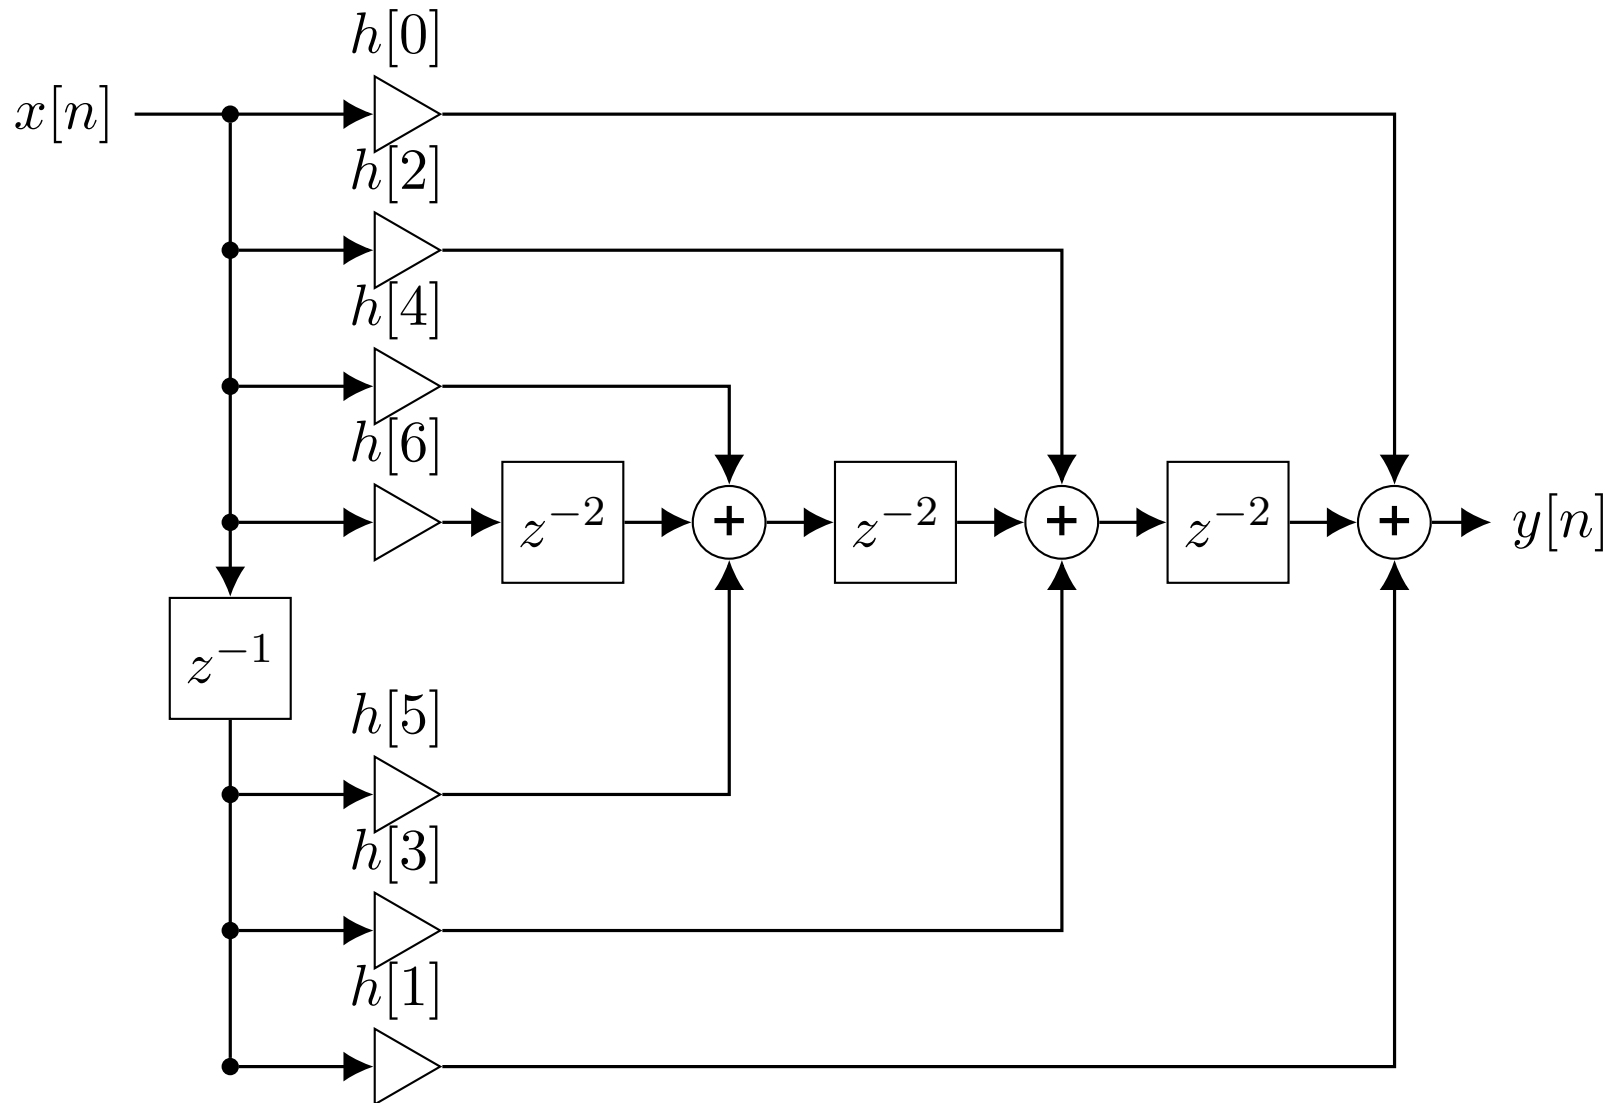 h[0]
x[n]
h[2]
h[4]
h[6]
z⁻² + z⁻² + z⁻² + y[n]
z⁻¹
h[5]
h[3]
h[1]